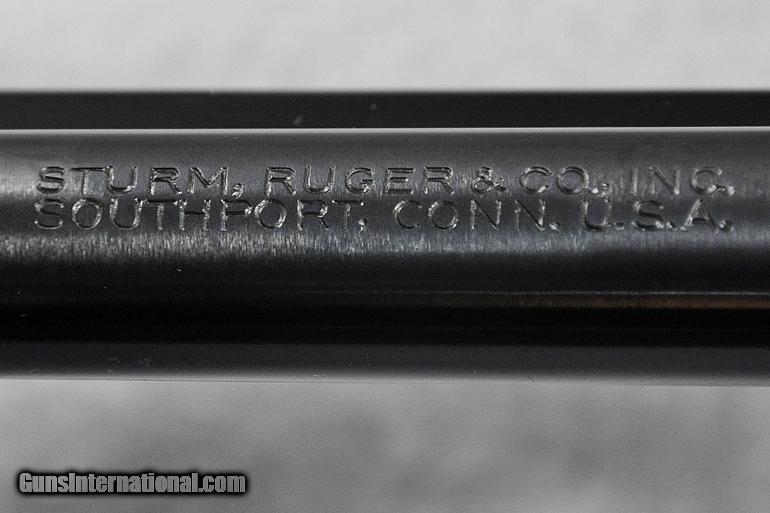 STURM, RUGER & CO., INC.
SOUTHPORT, CONN. U.S.A.
GunsInternational.com